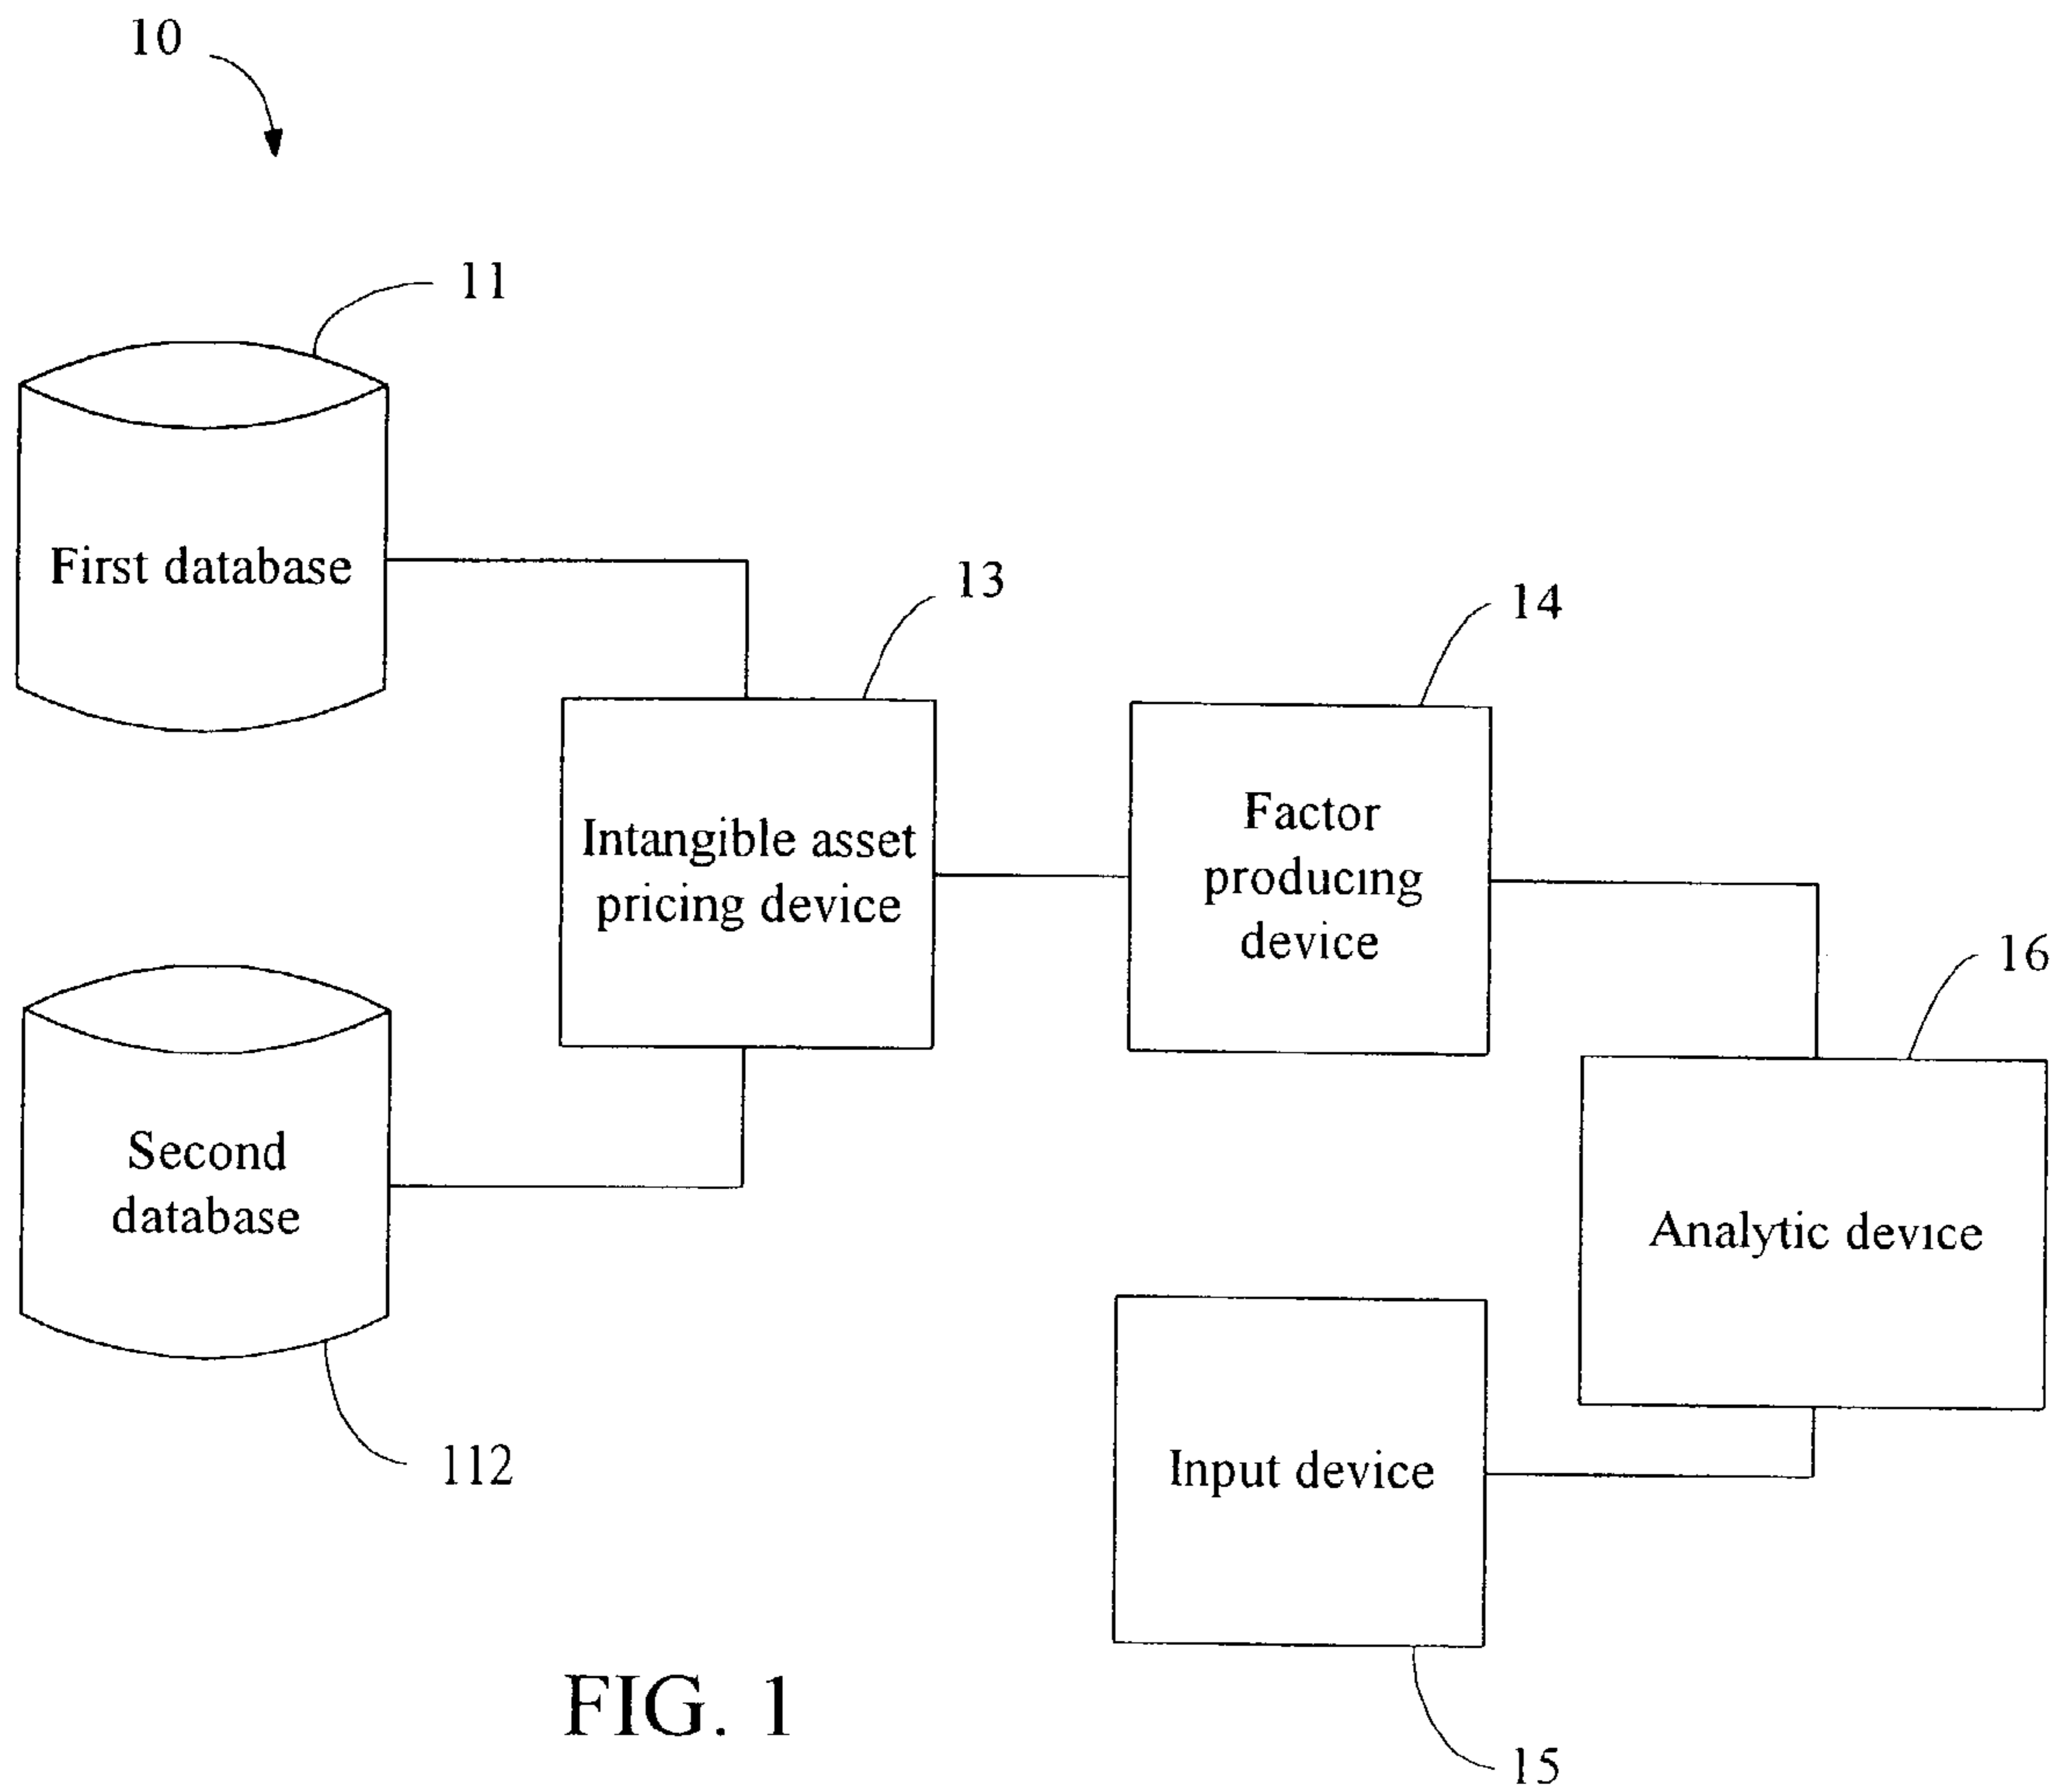 10
11
First database
13
14
Intangible asset
pricing device
Factor
producing
device
16
Second
database
Analytic device
112
Input device
FIG. 1
15